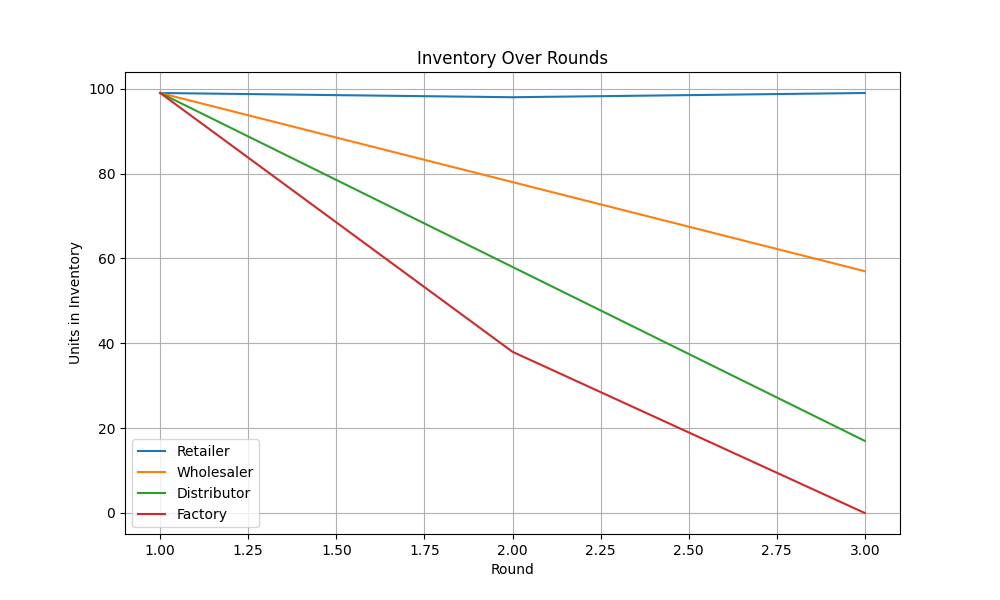 Inventory Over Rounds
Units in Inventory
100
80
60
40
20
0
Retailer
Wholesaler
Distributor
Factory
1.00 1.25 1.50 1.75 2.00 2.25 2.50 2.75 3.00
Round